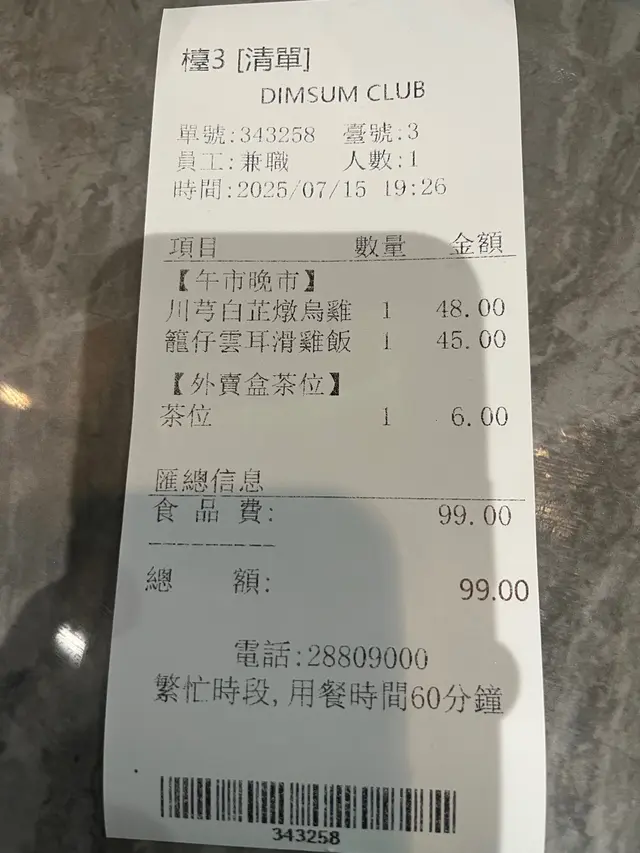 檯3 [清單]
DIMSUM CLUB
單號:343258 臺號:3
員工:兼職 人數:1
時間:2025/07/15 19:26
項目 數量 金額
【午市晚市】
川芎白芷燉烏雞 1 48.00
籠仔雲耳滑雞飯 1 45.00
【外賣盒茶位】
茶位 1 6.00
匯總信息
食品費: 99.00
總額: 99.00
電話:28809000
繁忙時段,用餐時間60分鐘
343258